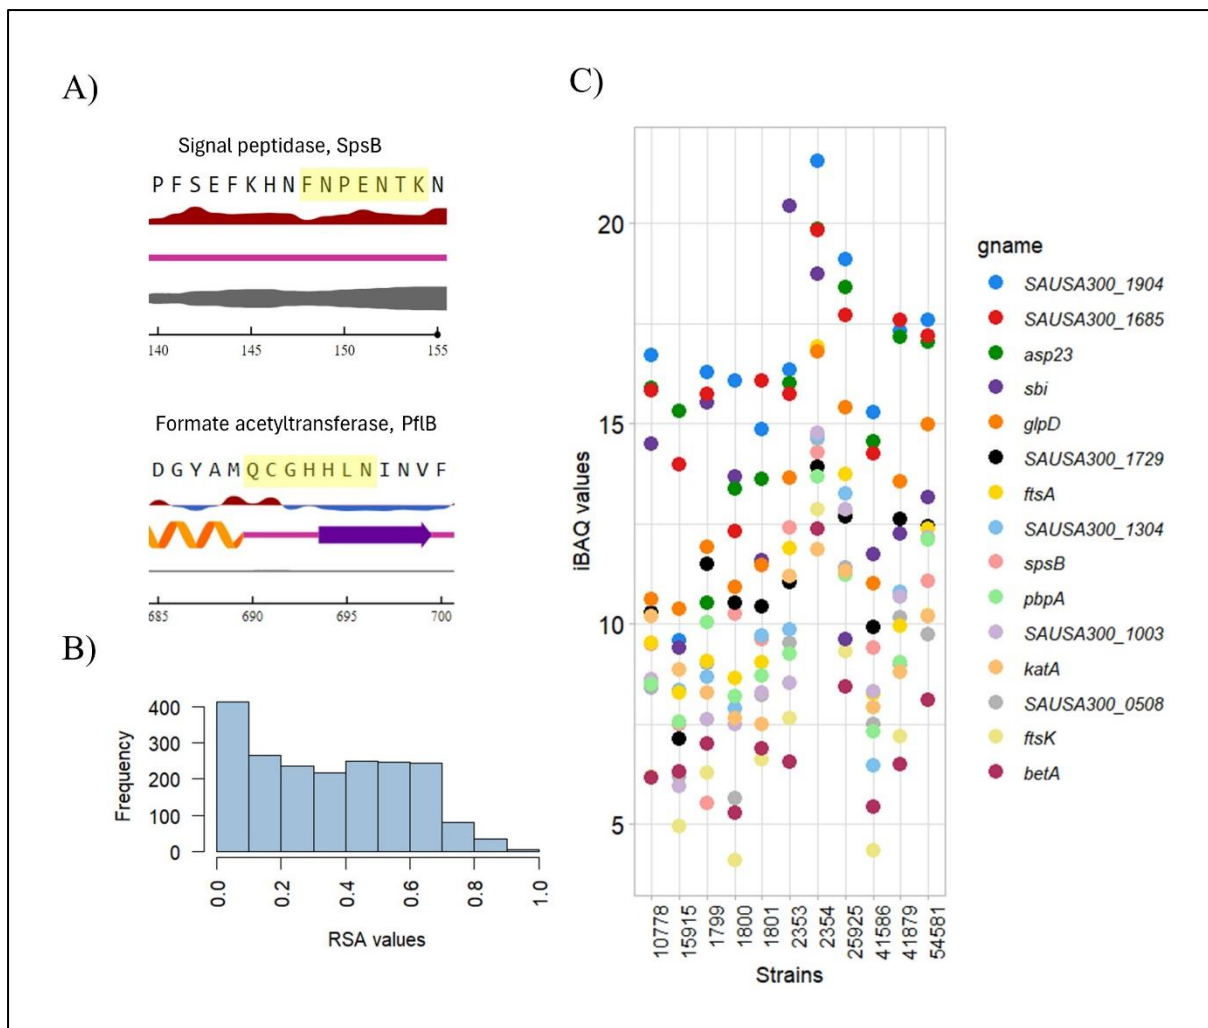 A)
Signal peptidase, SpsB
P F S E F K H N F N P E N T K N
140 145 150 155
Formate acetyltransferase, PflB
D G Y A M Q C G H H L N I N V F
685 690 695 700
B)
400
300
200
100
0
Frequency
0.0 0.2 0.4 0.6 0.8 1.0
RSA values
C)
20
15
10
5
iBAQ values
10778 15915 1799 1800 1801 2353 2354 25925 41586 41879 54581
Strains
gname
SAUSA300_1904
SAUSA300_1685
asp23
sbi
glpD
SAUSA300_1729
ftsA
SAUSA300_1304
spsB
pbpA
SAUSA300_1003
katA
SAUSA300_0508
ftsK
betA